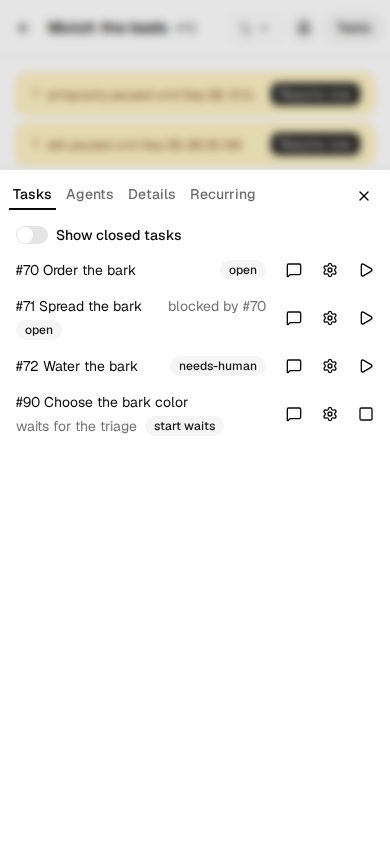 Tasks
Tasks Agents Details Recurring
Show closed tasks
#70 Order the bark open
#71 Spread the bark blocked by #70
open
#72 Water the bark needs-human
#90 Choose the bark color
waits for the triage start waits